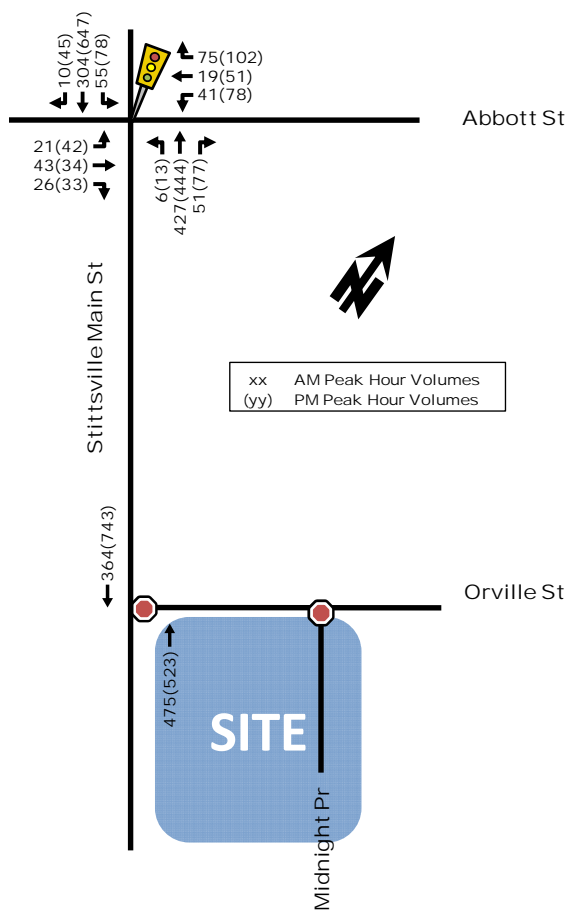 10(45)
304(647)
55(78)
75(102)
19(51)
41(78)
Abbott St
21(42)
43(34)
26(33)
6(13)
427(444)
51(77)
Stittsville Main St
N
xx AM Peak Hour Volumes
(yy) PM Peak Hour Volumes
364(743)
Orville St
475(523)
SITE
Midnight Pr